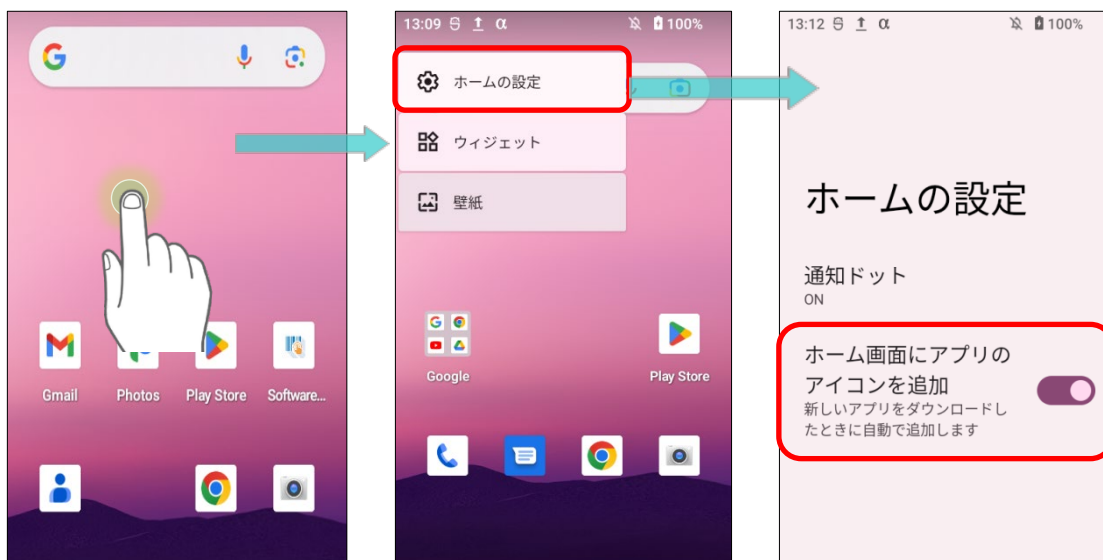 Gmail
Photos
Play Store
Software...
13:09
α
100%
ホームの設定
ウィジェット
壁紙
Google
Play Store
13:12
α
100%
ホームの設定
通知ドット
ON
ホーム画面にアプリの
アイコンを追加
新しいアプリをダウンロードし
たときに自動で追加します